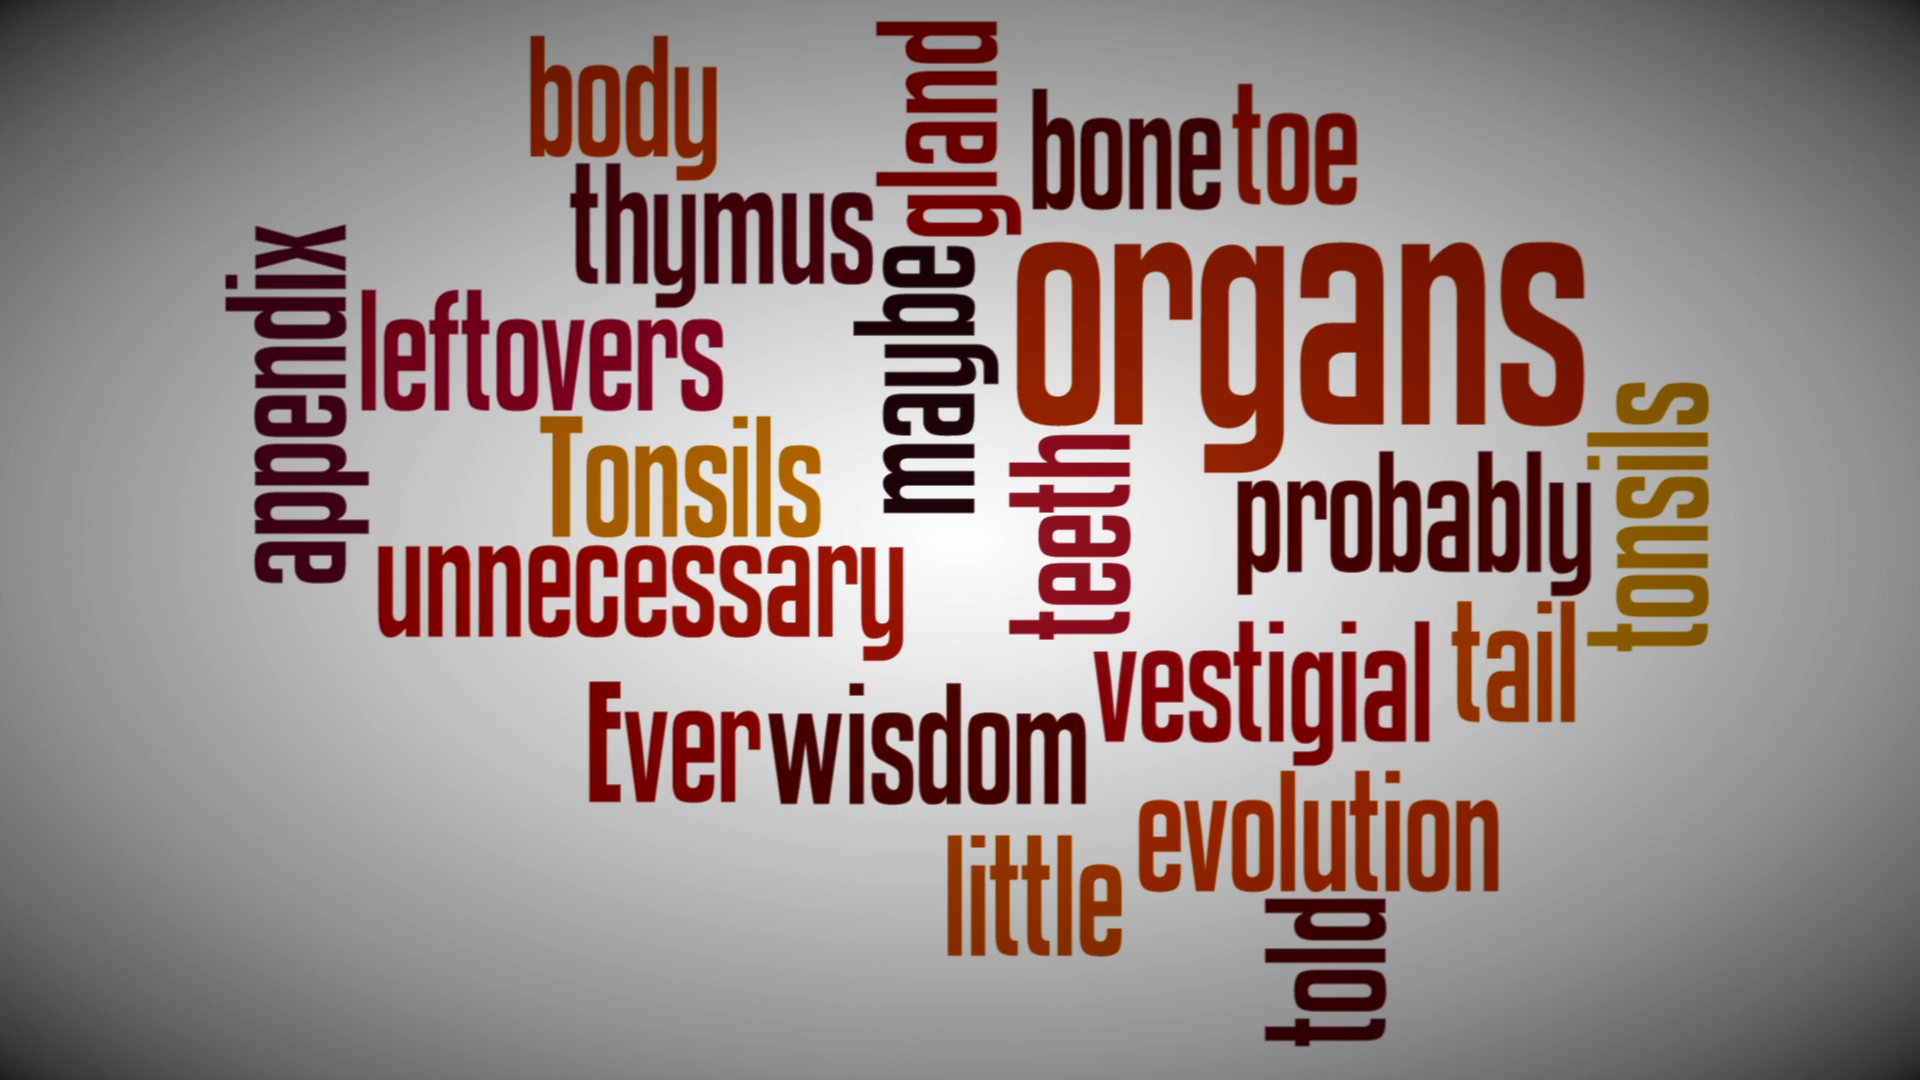 body
gland
bone
toe
thymus
appendix
leftovers
maybe
organs
Tonsils
teeth
probably
tonsils
unnecessary
vestigial
tail
Ever
wisdom
evolution
little
told